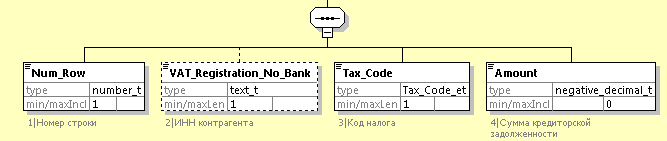 Num_Row
type number_t
min/maxIncl 1
1|Номер строки
VAT_Registration_No_Bank
type text_t
min/maxLen 1
2|ИНН контрагента
Tax_Code
type Tax_Code_et
min/maxLen 1
3|Код налога
Amount
type negative_decimal_t
min/maxIncl 0
4|Сумма кредиторской
задолженности